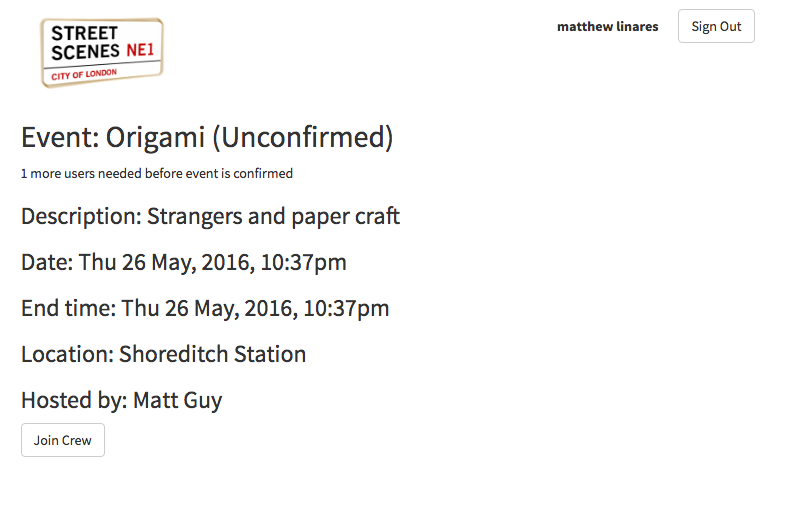 STREET
SCENES NE1
CITY OF LONDON
matthew linares
Sign Out
Event: Origami (Unconfirmed)
1 more users needed before event is confirmed
Description: Strangers and paper craft
Date: Thu 26 May, 2016, 10:37pm
End time: Thu 26 May, 2016, 10:37pm
Location: Shoreditch Station
Hosted by: Matt Guy
Join Crew